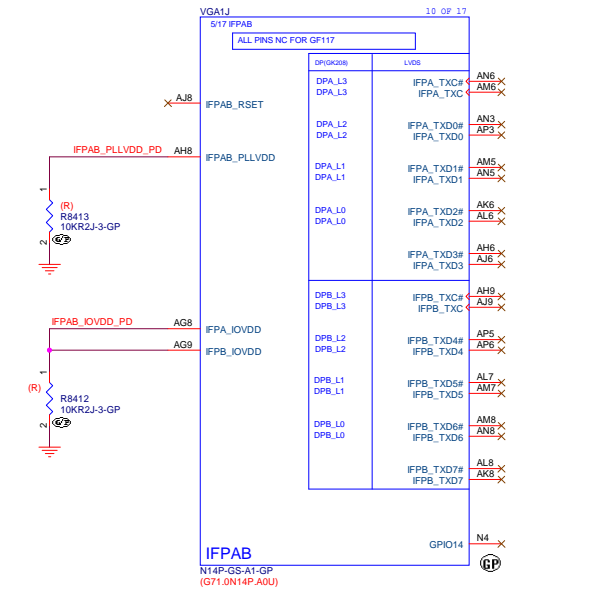 VGA1J 10 OF 17
5/17 IFPAB
ALL PINS NC FOR GF117
DP(GK208) LVDS
AJ8 IFPAB_RSET
IFPAB_PLLVDD_PD AH8 IFPAB_PLLVDD
1
(R)
R8413
10KR2J-3-GP
2
GP
IFPAB_IOVDD_PD AG8 IFPA_IOVDD
AG9 IFPB_IOVDD
1
(R)
R8412
10KR2J-3-GP
2
GP
DPA_L3 IFPA_TXC# AN6
DPA_L3 IFPA_TXC AM6
DPA_L2 IFPA_TXD0# AN3
DPA_L2 IFPA_TXD0 AP3
DPA_L1 IFPA_TXD1# AM5
DPA_L1 IFPA_TXD1 AN5
DPA_L0 IFPA_TXD2# AK6
DPA_L0 IFPA_TXD2 AL6
IFPA_TXD3# AH6
IFPA_TXD3 AJ6
DPB_L3 IFPB_TXC# AH9
DPB_L3 IFPB_TXC AJ9
DPB_L2 IFPB_TXD4# AP5
DPB_L2 IFPB_TXD4 AP6
DPB_L1 IFPB_TXD5# AL7
DPB_L1 IFPB_TXD5 AM7
DPB_L0 IFPB_TXD6# AM8
DPB_L0 IFPB_TXD6 AN8
IFPB_TXD7# AL8
IFPB_TXD7 AK8
GPIO14 N4
IFPAB
GP
N14P-GS-A1-GP
(G71.0N14P.A0U)